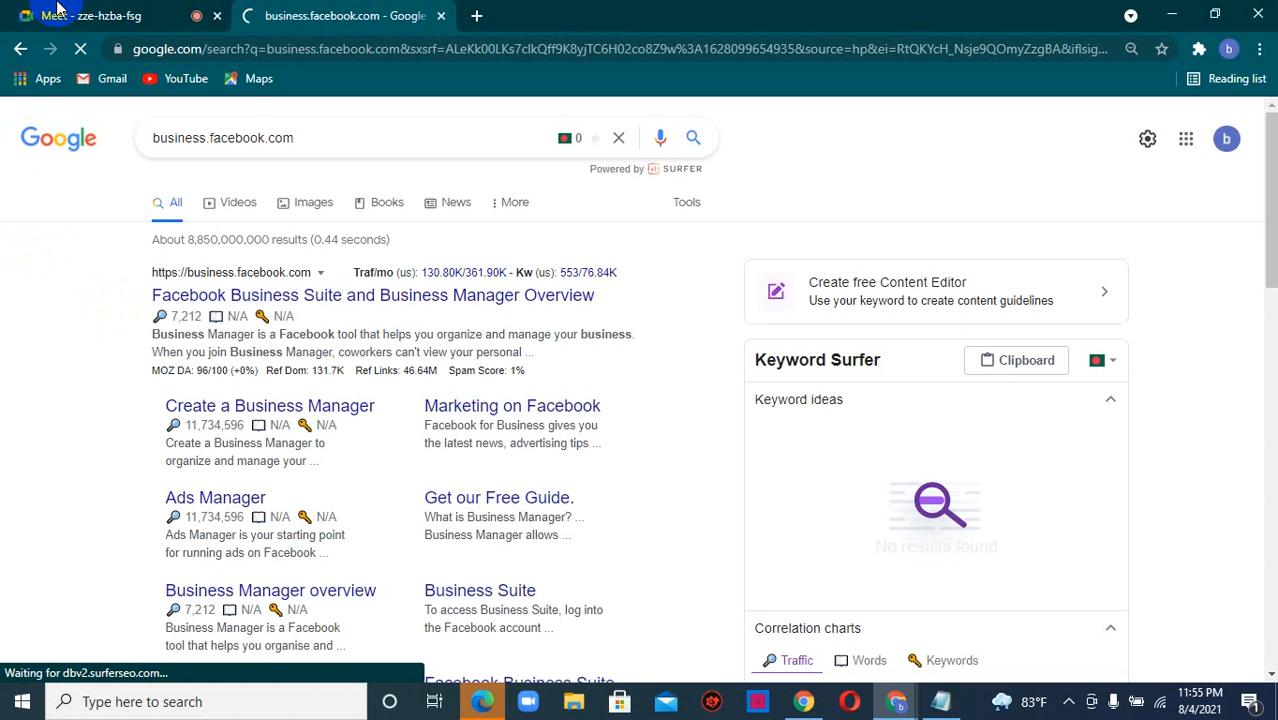 Meet - zze-hzba-fsg
business.facebook.com - Google
google.com/search?q=business.facebook.com&sxsrf=ALeKk00LKs7clkQff9K8yjTC6H02co8Z9w%3A1628099654935&source=hp&ei=RtQKYcH_Nsje9QOmyZzgBA&iflsig...
Apps
Gmail
YouTube
Maps
Reading list
Google
business.facebook.com
0
b
Powered by SURFER
All
Videos
Images
Books
News
More
Tools
About 8,850,000,000 results (0.44 seconds)
https://business.facebook.com
Traf/mo (us): 130.80K/361.90K - Kw (us): 553/76.84K
Facebook Business Suite and Business Manager Overview
7,212 N/A N/A
Business Manager is a Facebook tool that helps you organize and manage your business.
When you join Business Manager, coworkers can't view your personal ...
MOZ DA: 96/100 (+0%) Ref Dom: 131.7K Ref Links: 46.64M Spam Score: 1%
Create a Business Manager
11,734,596 N/A N/A
Create a Business Manager to
organize and manage your ...
Marketing on Facebook
Facebook for Business gives you
the latest news, advertising tips ...
Ads Manager
11,734,596 N/A N/A
Ads Manager is your starting point
for running ads on Facebook ...
Get our Free Guide.
What is Business Manager? ...
Business Manager allows ...
Business Manager overview
7,212 N/A N/A
Business Manager is a Facebook
tool that helps you organise and ...
Business Suite
To access Business Suite, log into
the Facebook account ...
Facebook Business Suite
Create free Content Editor
Use your keyword to create content guidelines
Keyword Surfer
Clipboard
Keyword ideas
No results found
Correlation charts
Traffic
Words
Keywords
Waiting for dbv2.surferseo.com...
Type here to search
83°F
11:55 PM
8/4/2021
1